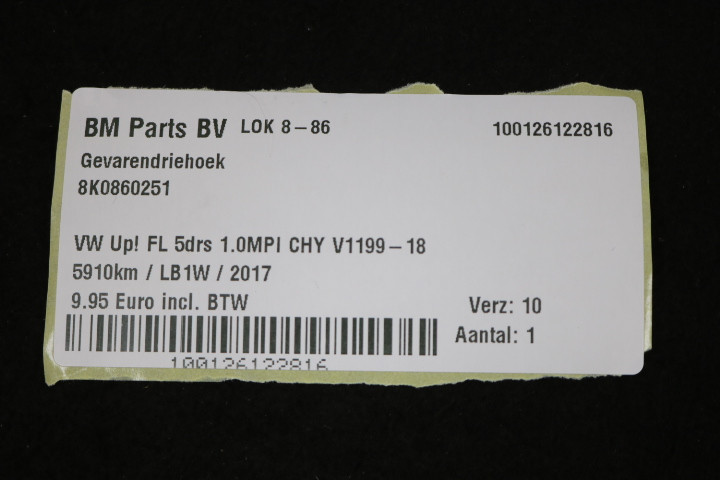 BM Parts BV LOK 8-86 100126122816
Gevarendriehoek
8K0860251
VW Up! FL 5drs 1.0MPI CHY V1199-18
5910km / LB1W / 2017
9.95 Euro incl. BTW Verz: 10
Aantal: 1
100126122816